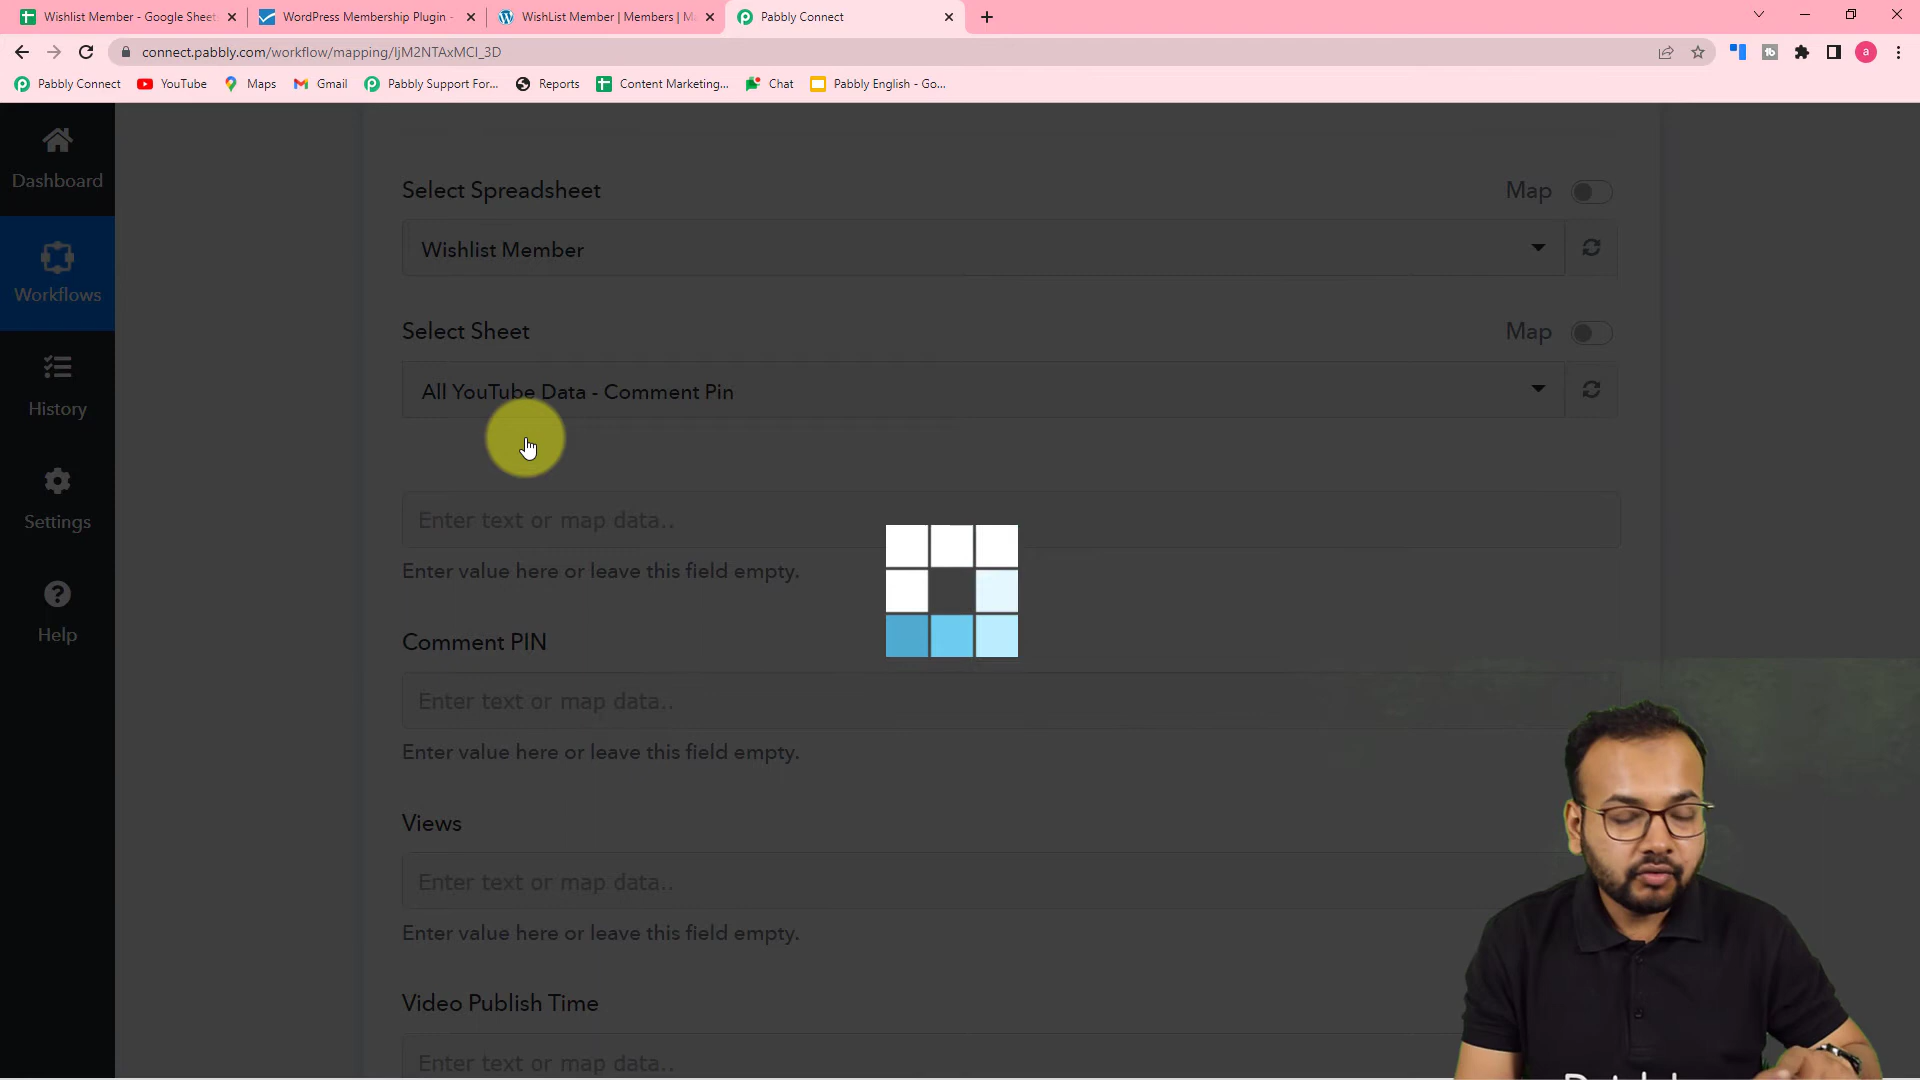 Wishlist Member - Google Sheet
WordPress Membership Plugin -
WishList Member | Members | M
Pabbly Connect
connect.pabbly.com/workflow/mapping/IjM2NTAxMCI_3D
Pabbly Connect
YouTube
Maps
Gmail
Pabbly Support For...
Reports
Content Marketing...
Chat
Pabbly English - Go...
Dashboard
Workflows
History
Settings
Help
Select Spreadsheet
Map
Wishlist Member
Select Sheet
Map
All YouTube Data - Comment Pin
Enter text or map data..
Enter value here or leave this field empty.
Comment PIN
Enter text or map data..
Enter value here or leave this field empty.
Views
Enter text or map data..
Enter value here or leave this field empty.
Video Publish Time
Enter text or map data..